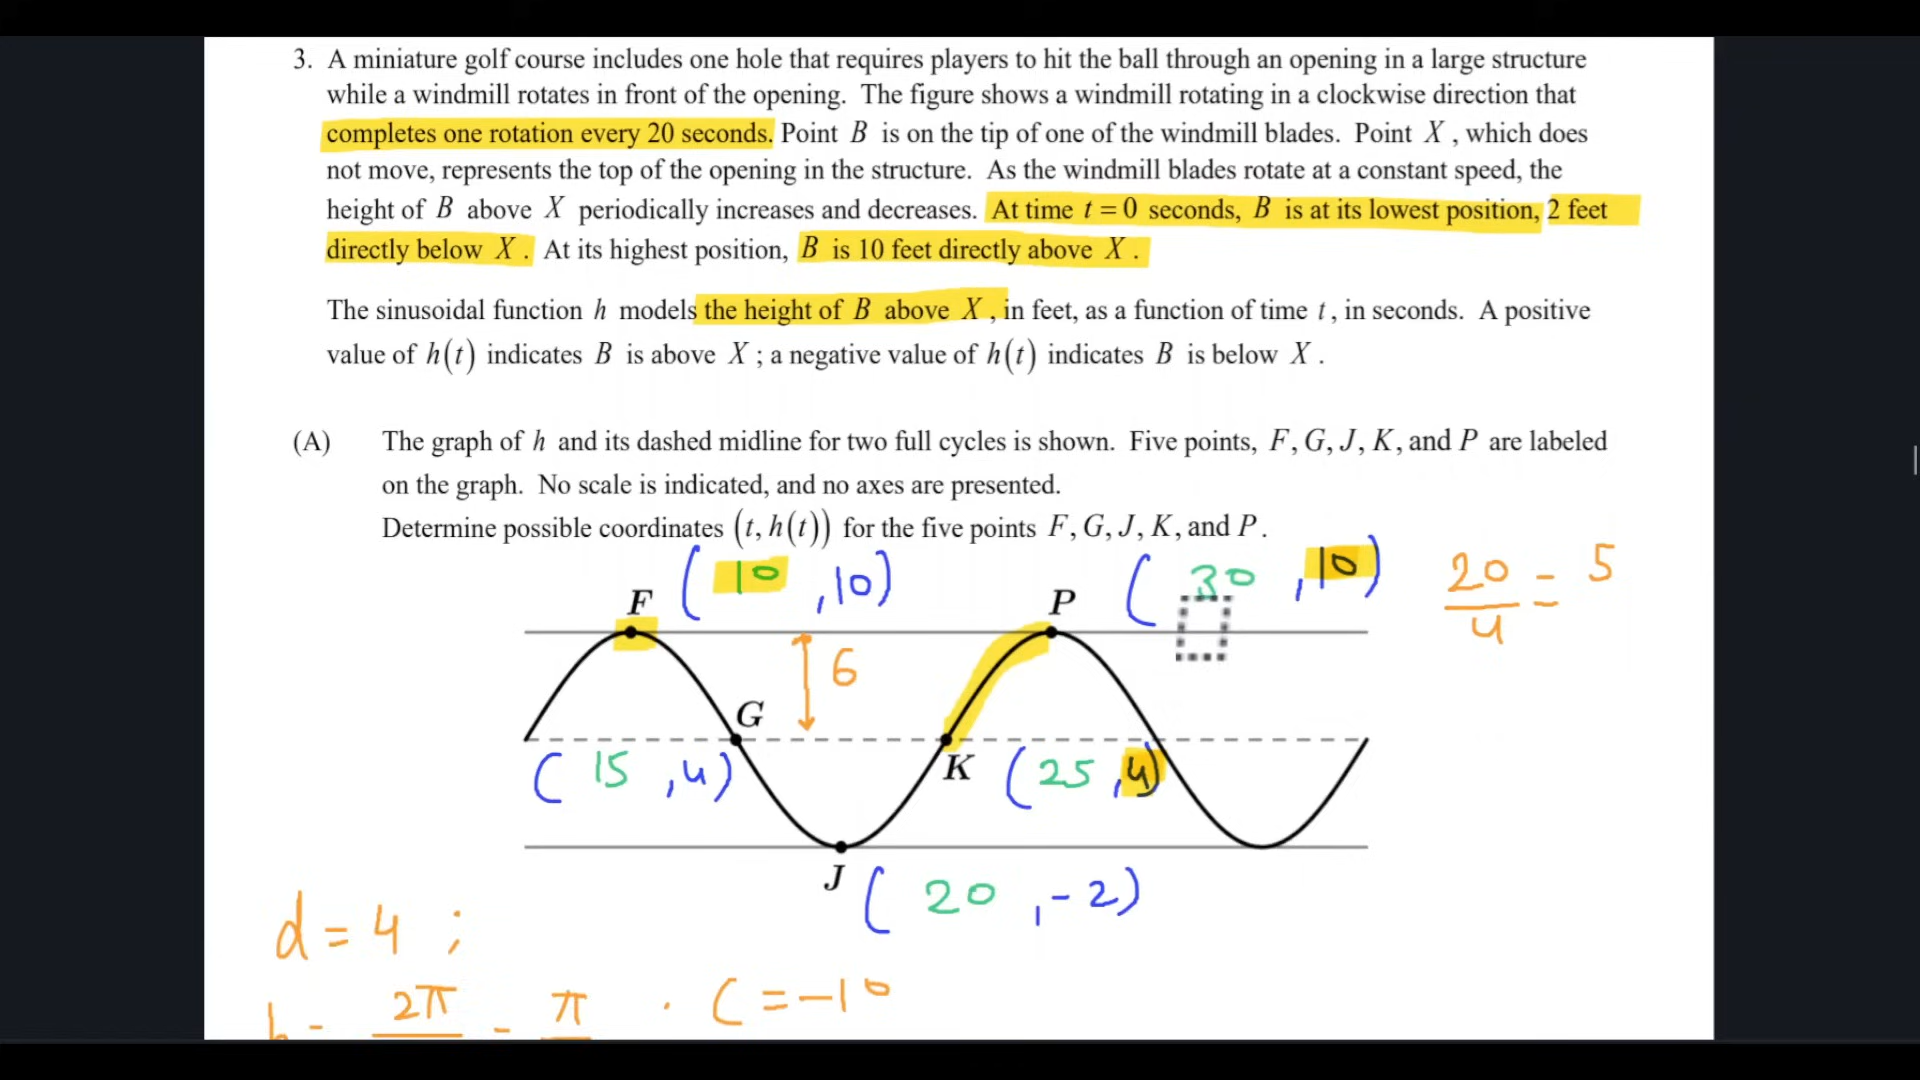 3. A miniature golf course includes one hole that requires players to hit the ball through an opening in a large structure
while a windmill rotates in front of the opening. The figure shows a windmill rotating in a clockwise direction that
completes one rotation every 20 seconds. Point B is on the tip of one of the windmill blades. Point X, which does
not move, represents the top of the opening in the structure. As the windmill blades rotate at a constant speed, the
height of B above X periodically increases and decreases. At time t = 0 seconds, B is at its lowest position, 2 feet
directly below X. At its highest position, B is 10 feet directly above X.
The sinusoidal function h models the height of B above X, in feet, as a function of time t, in seconds. A positive
value of h(t) indicates B is above X; a negative value of h(t) indicates B is below X.
(A) The graph of h and its dashed midline for two full cycles is shown. Five points, F, G, J, K, and P are labeled
on the graph. No scale is indicated, and no axes are presented.
Determine possible coordinates (t, h(t)) for the five points F, G, J, K, and P.
F (10, 10) P (30, 10) 20/4 = 5
6
G
(15, 4) K (25, 4)
J (20, -2)
d = 4 ;
2π - π . C = -10